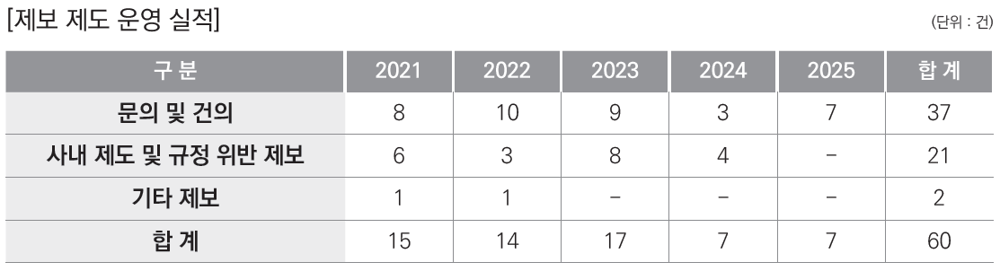 [제보 제도 운영 실적] (단위 : 건)
구 분 2021 2022 2023 2024 2025 합 계
문의 및 건의 8 10 9 3 7 37
사내 제도 및 규정 위반 제보 6 3 8 4 - 21
기타 제보 1 1 - - - 2
합 계 15 14 17 7 7 60